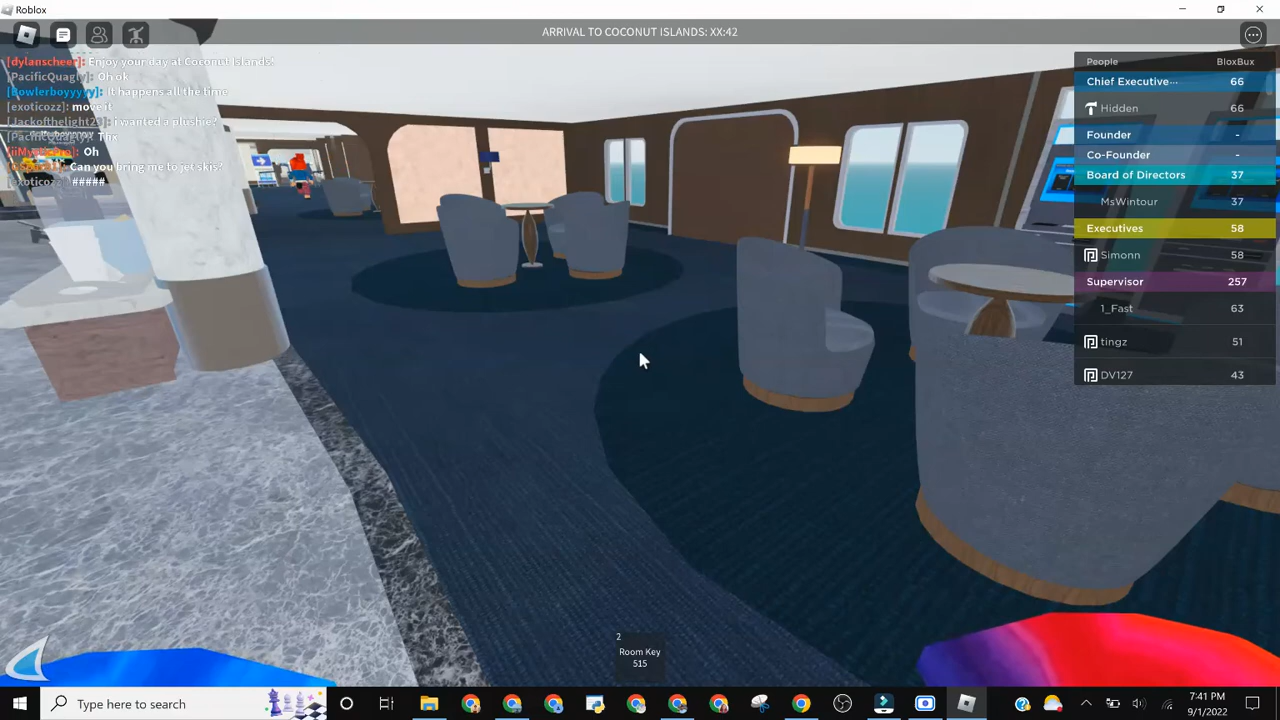 Roblox
ARRIVAL TO COCONUT ISLANDS: XX:42
[dylanscheer]: Enjoy your day at Coconut Islands!
[PacificQuagly]: Oh ok
[Bowlerboyyyyy]: it happens all the time
[exoticozz]: move it
[Jackofthelight23]: i wanted a plushie?
[PacificQuagly]: Thx
Oh
Can you bring me to jet skis?
[exoticozz]: #####
People BloxBux
Chief Executive... 66
Hidden 66
Founder -
Co-Founder -
Board of Directors 37
MsWintour 37
Executives 58
Simonn 58
Supervisor 257
1_Fast 63
tingz 51
DV127 43
2
Room Key
515
Type here to search
7:41 PM
9/1/2022